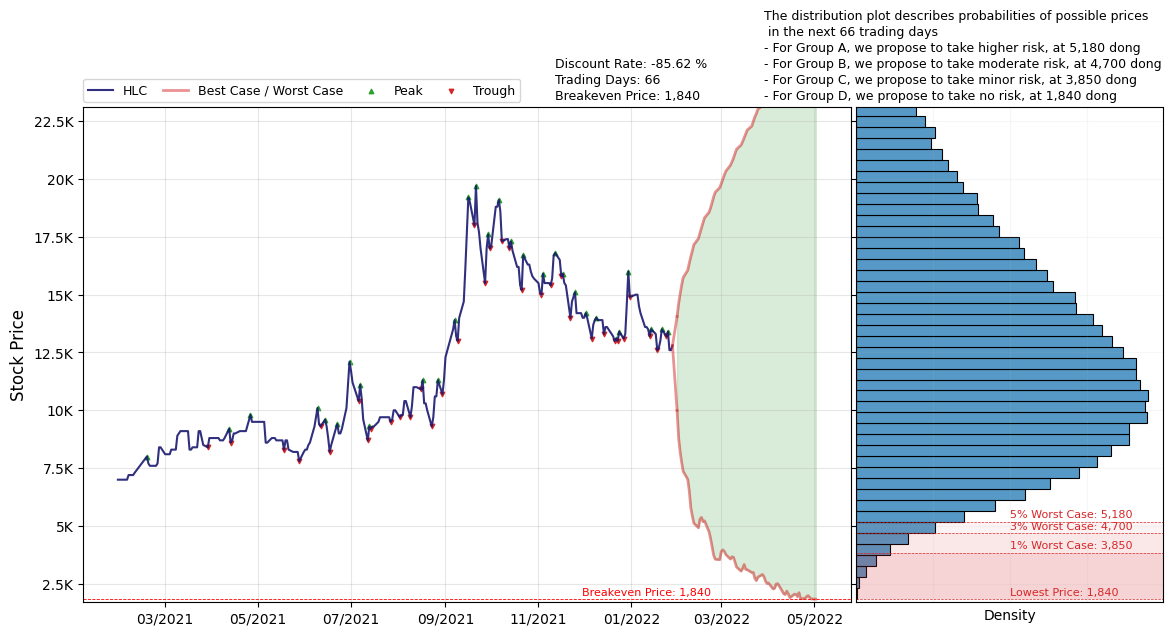 The distribution plot describes probabilities of possible prices
in the next 66 trading days
- For Group A, we propose to take higher risk, at 5,180 dong
- For Group B, we propose to take moderate risk, at 4,700 dong
- For Group C, we propose to take minor risk, at 3,850 dong
- For Group D, we propose to take no risk, at 1,840 dong
Discount Rate: -85.62 %
Trading Days: 66
Breakeven Price: 1,840
HLC
Best Case / Worst Case
Peak
Trough
Stock Price
22.5K
20K
17.5K
15K
12.5K
10K
7.5K
5K
2.5K
Breakeven Price: 1,840
03/2021
05/2021
07/2021
09/2021
11/2021
01/2022
03/2022
05/2022
5% Worst Case: 5,180
3% Worst Case: 4,700
1% Worst Case: 3,850
Lowest Price: 1,840
Density